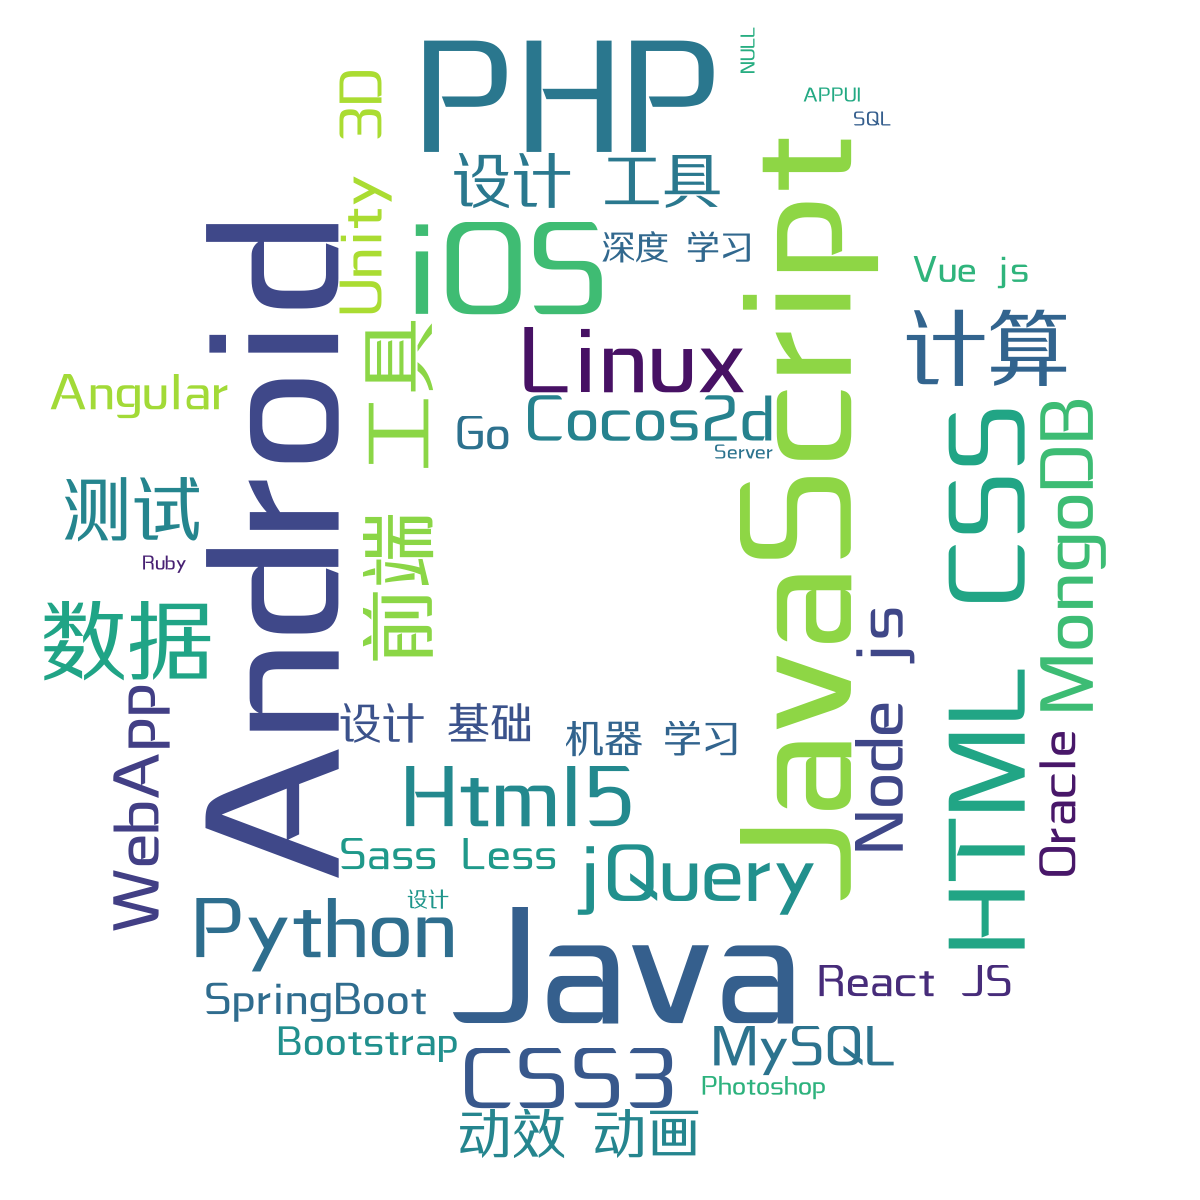 PHP
NULL
APPUI
SQL
Unity 3D
设计 工具
JavaScript
Android
iOS
深度 学习
Vue js
计算
前端 工具
Linux
Angular
Cocos2d
Go
Server
HTML CSS
MongoDB
测试
Ruby
数据
Node js
WebApp
设计 基础
机器 学习
Oracle
Html5
Sass Less
jQuery
设计
Python
Java
React JS
SpringBoot
Bootstrap
MySQL
CSS3
Photoshop
动效 动画